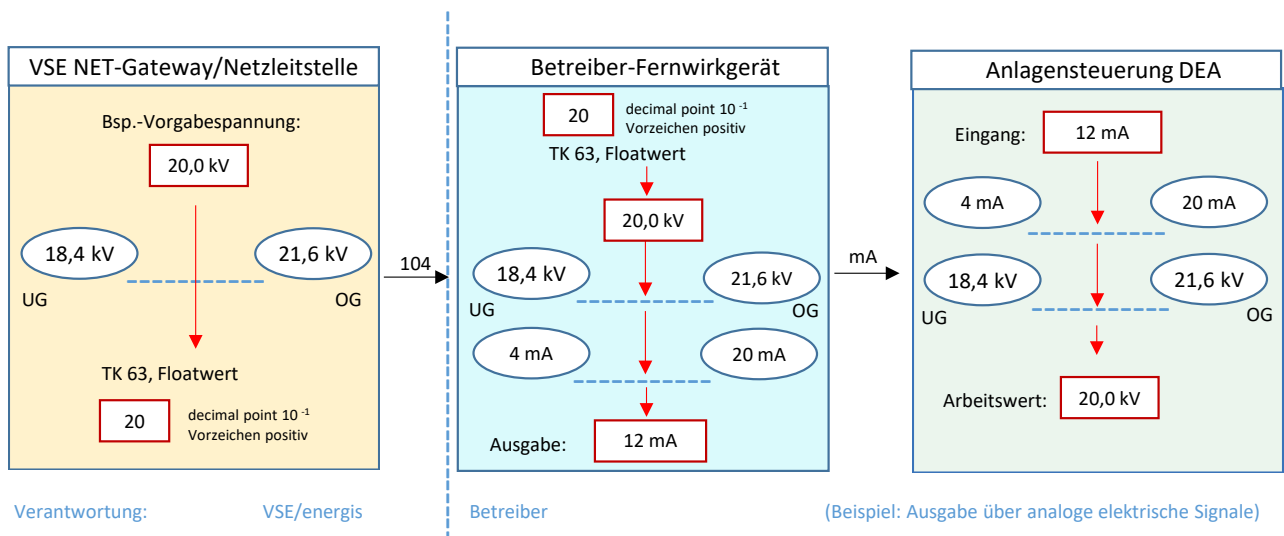 VSE NET-Gateway/Netzleitstelle
Bsp.-Vorgabespannung:
20,0 kV
18,4 kV
21,6 kV
UG
OG
TK 63, Floatwert
20
decimal point 10 -1
Vorzeichen positiv
104
Betreiber-Fernwirkgerät
20
decimal point 10 -1
Vorzeichen positiv
TK 63, Floatwert
20,0 kV
18,4 kV
21,6 kV
UG
OG
4 mA
20 mA
Ausgabe:
12 mA
mA
Anlagensteuerung DEA
Eingang:
12 mA
4 mA
20 mA
18,4 kV
21,6 kV
UG
OG
Arbeitswert:
20,0 kV
Verantwortung:
VSE/energis
Betreiber
(Beispiel: Ausgabe über analoge elektrische Signale)